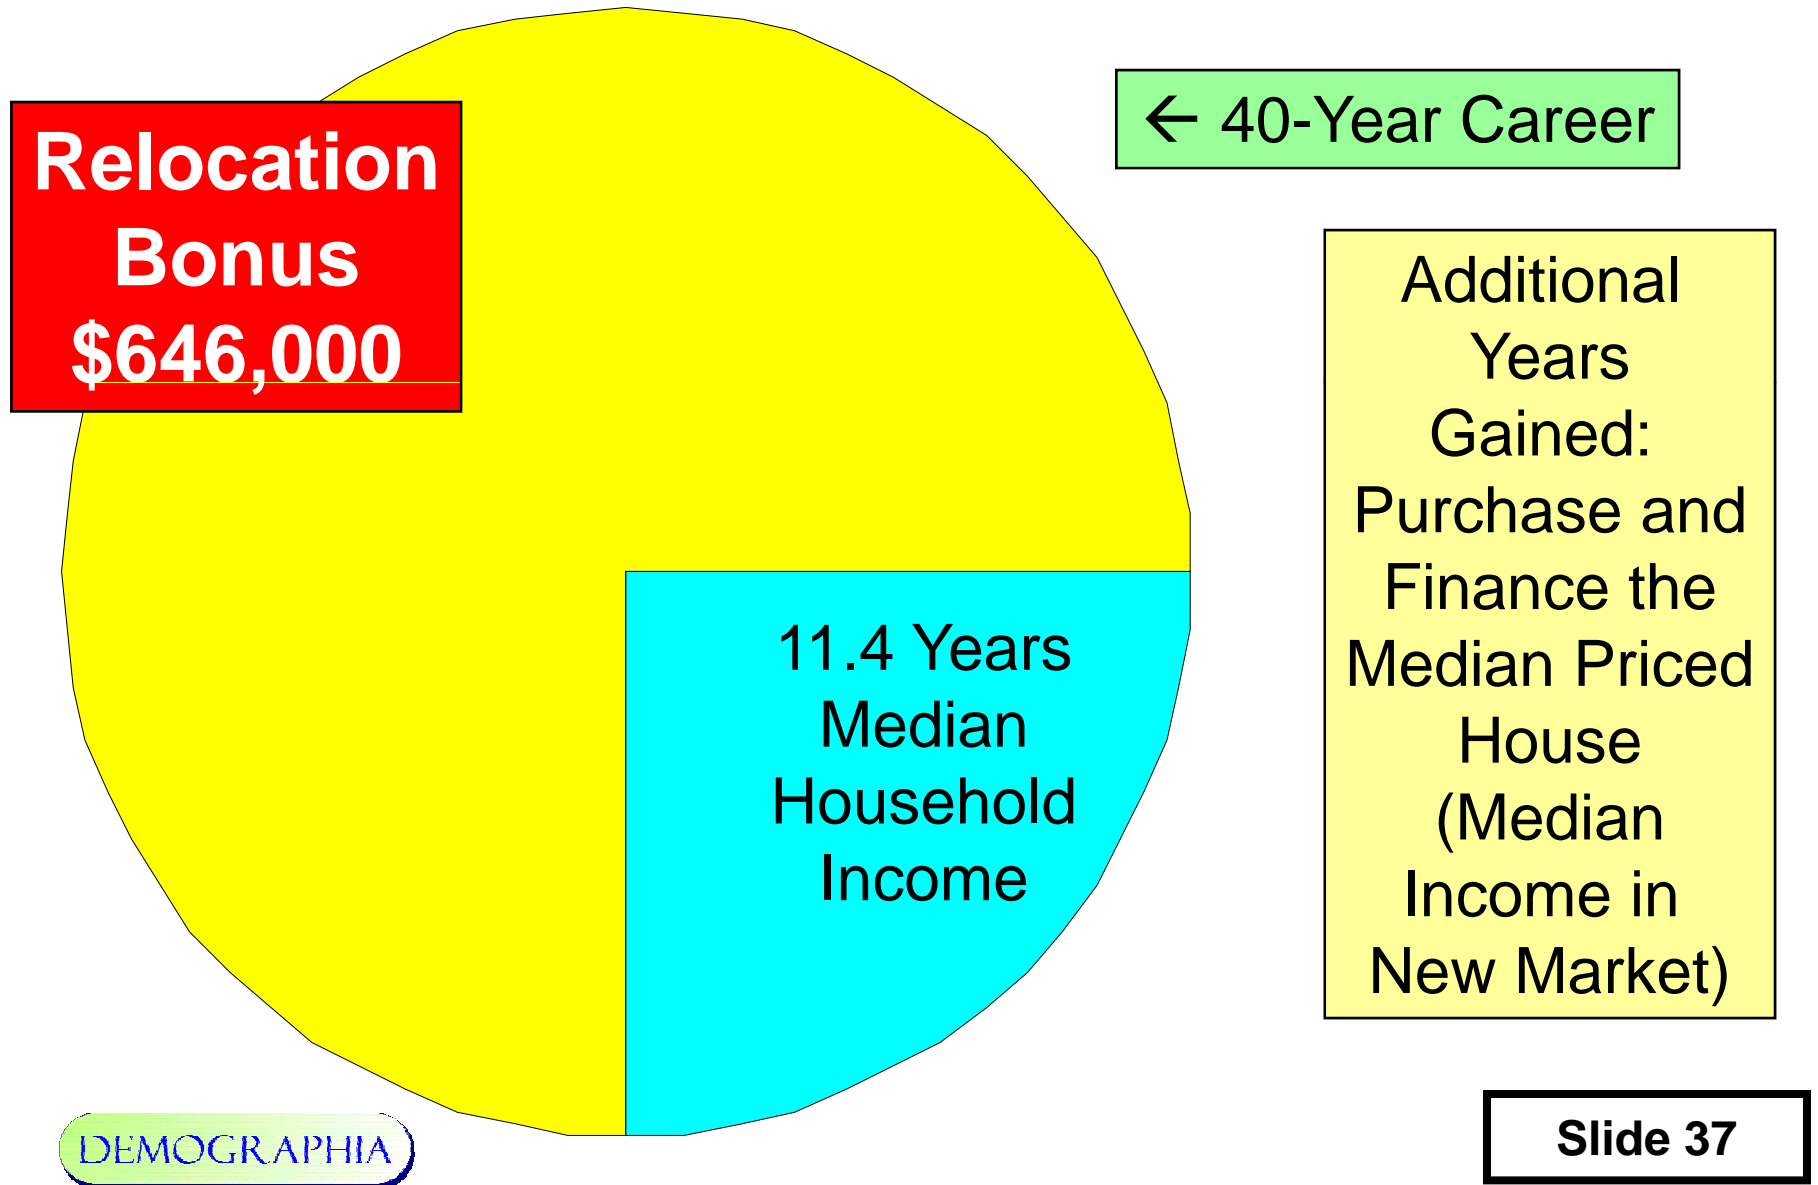 Relocation
Bonus
$646,000
← 40-Year Career
Additional
Years
Gained:
Purchase and
Finance the
Median Priced
House
(Median
Income in
New Market)
11.4 Years
Median
Household
Income
DEMOGRAPHIA
Slide 37